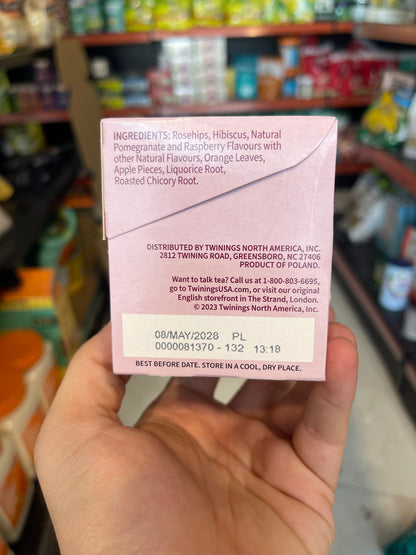 INGREDIENTS: Rosehips, Hibiscus, Natural
Pomegranate and Raspberry Flavours with
other Natural Flavours, Orange Leaves,
Apple Pieces, Liquorice Root,
Roasted Chicory Root.
DISTRIBUTED BY TWININGS NORTH AMERICA, INC.
2812 TWINING ROAD, GREENSBORO, NC 27406
PRODUCT OF POLAND.
Want to talk tea? Call us at 1-800-803-6695,
go to TwiningsUSA.com, or visit our original
English storefront in The Strand, London.
© 2023 Twinings North America, Inc.
08/MAY/2028 PL
0000081370 - 132 13:18
BEST BEFORE DATE. STORE IN A COOL, DRY PLACE.